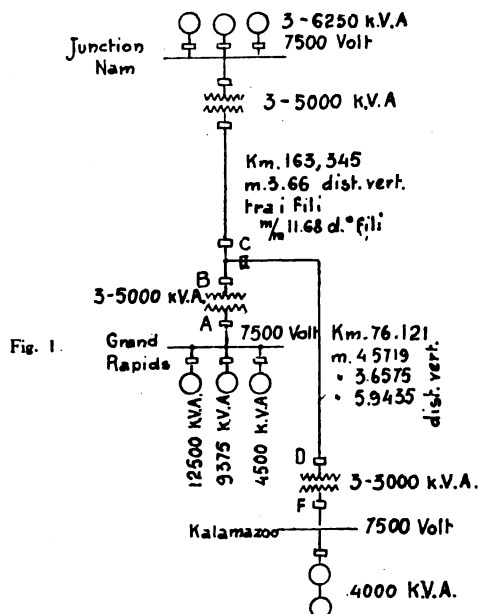 3-6250 k.V.A
7500 Volt
Junction
Nam
3-5000 k.V.A
Km. 163,345
m. 3.66 dist. vert.
tra i fili
m/m 11.68 d.° fili
C
B
3-5000 kV.A.
A
7500 Volt
Fig. 1.
Grand
Rapids
12500 K.V.A.
9375 K.V.A
4500 K.V.A
Km. 76.121
m. 4.5719
" 3.6575
" 5.9435
dist. vert.
D
3-3000 K.V.A.
F
Kalamazoo
7500 Volt
4000 K.V.A.